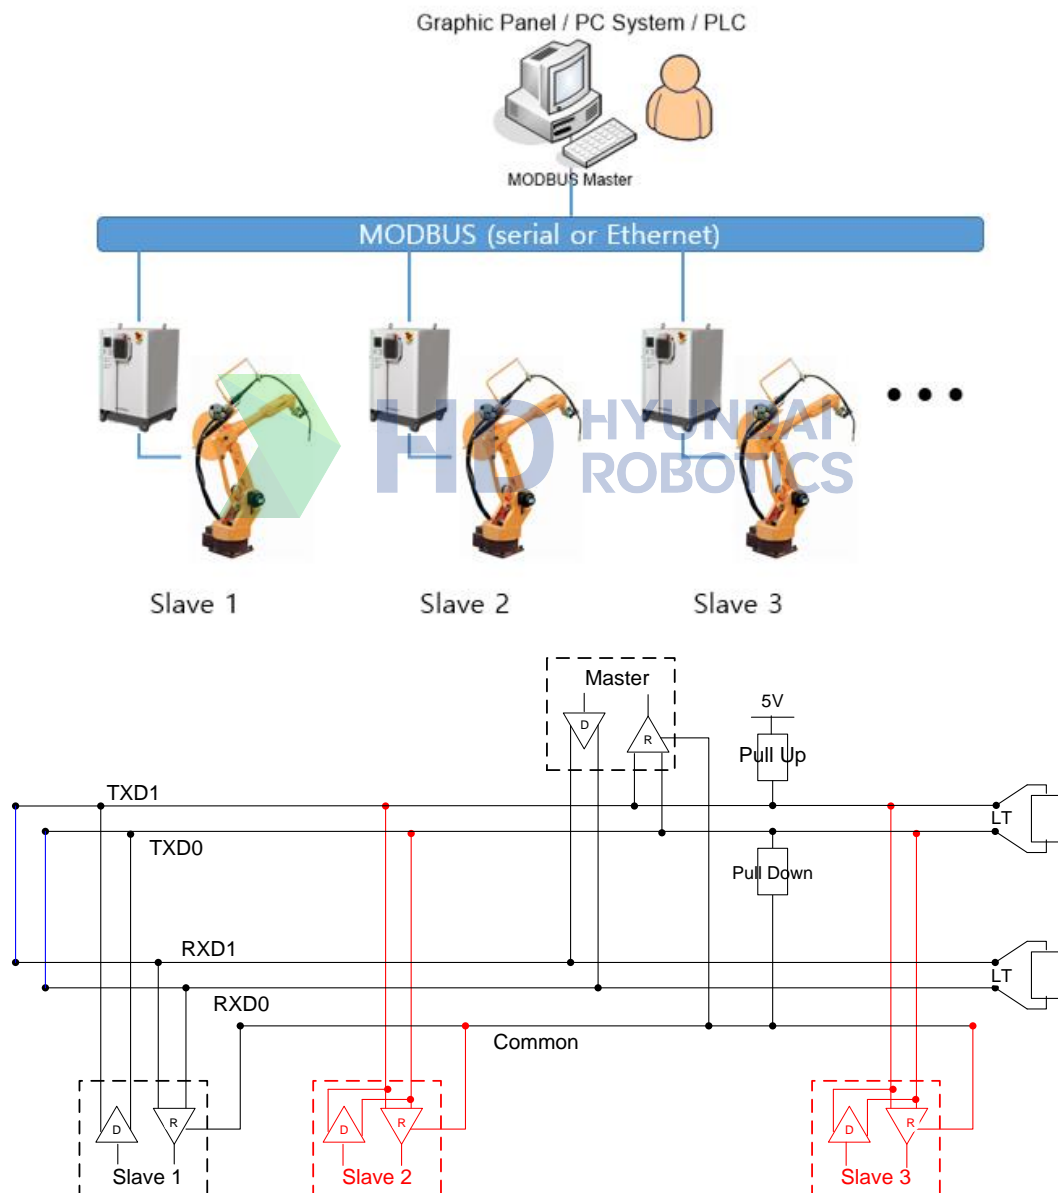 Graphic Panel / PC System / PLC
MODBUS Master
MODBUS (serial or Ethernet)
HD HYUNDAI
ROBOTICS
Slave 1 Slave 2 Slave 3
Master
D R
5V
Pull Up
TXD1
LT
TXD0
Pull Down
RXD1
LT
RXD0
Common
D R D R D R
Slave 1 Slave 2 Slave 3